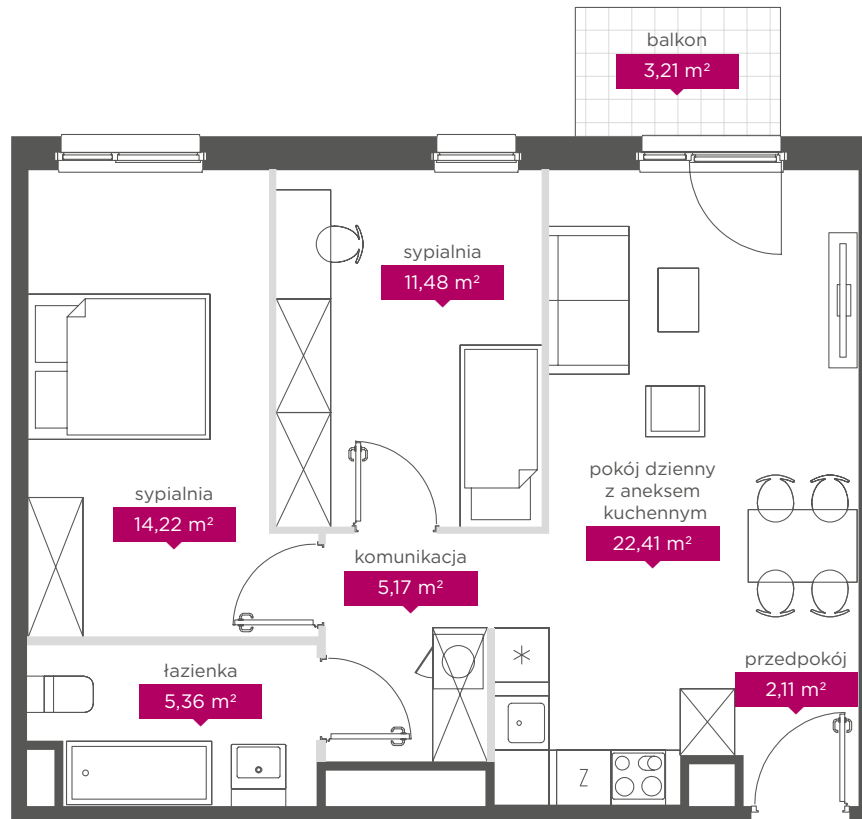 balkon
3,21 m²
sypialnia
11,48 m²
sypialnia
14,22 m²
pokój dzienny
z aneksem
kuchennym
22,41 m²
komunikacja
5,17 m²
łazienka
5,36 m²
przedpokój
2,11 m²
Z